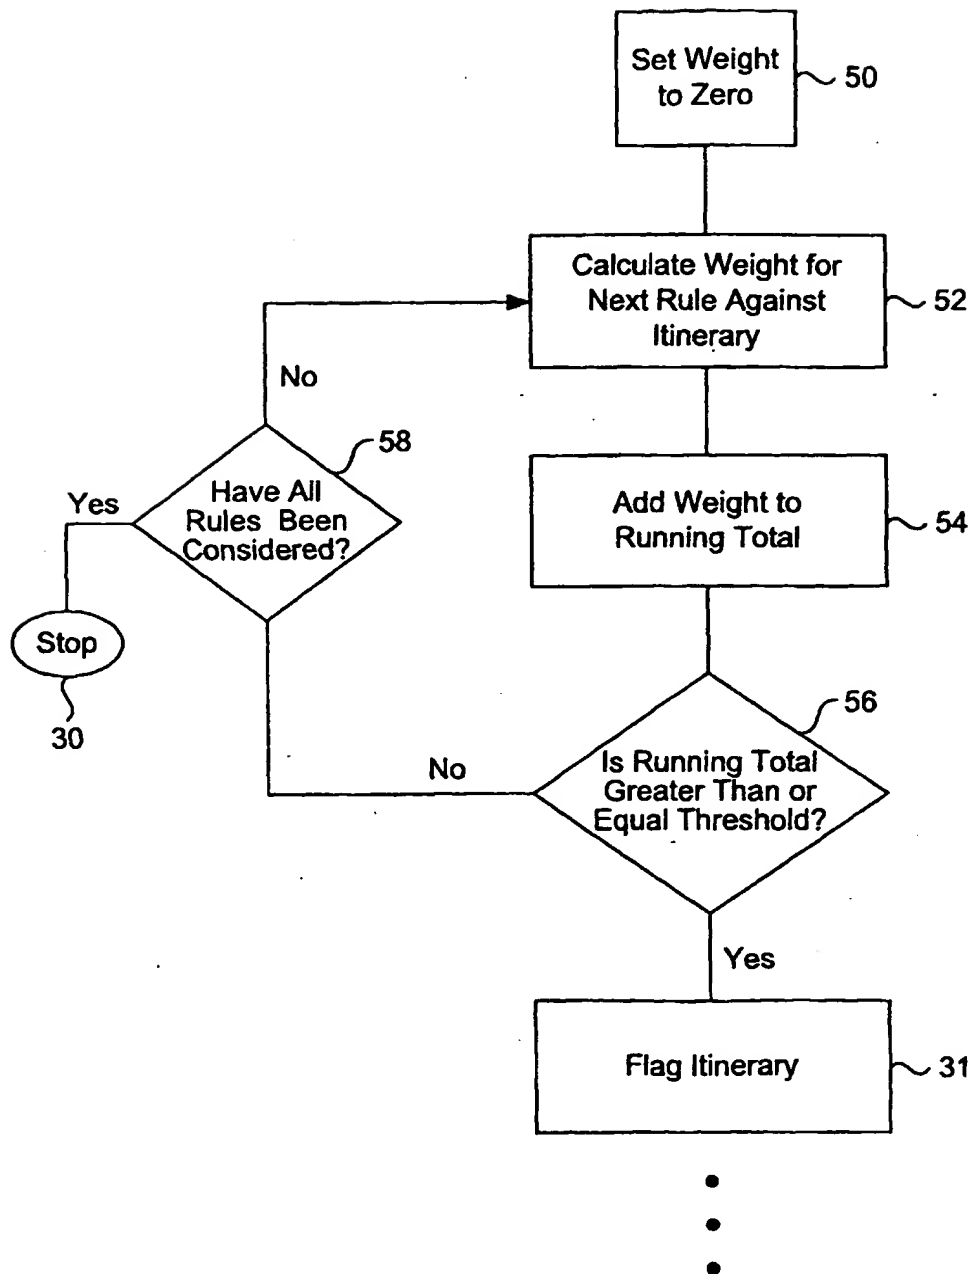 Set Weight
to Zero
50
Calculate Weight for
Next Rule Against
Itinerary
52
No
58
Have All
Rules Been
Considered?
Yes
Add Weight to
Running Total
54
Stop
30
56
Is Running Total
Greater Than or
Equal Threshold?
No
Yes
Flag Itinerary
31